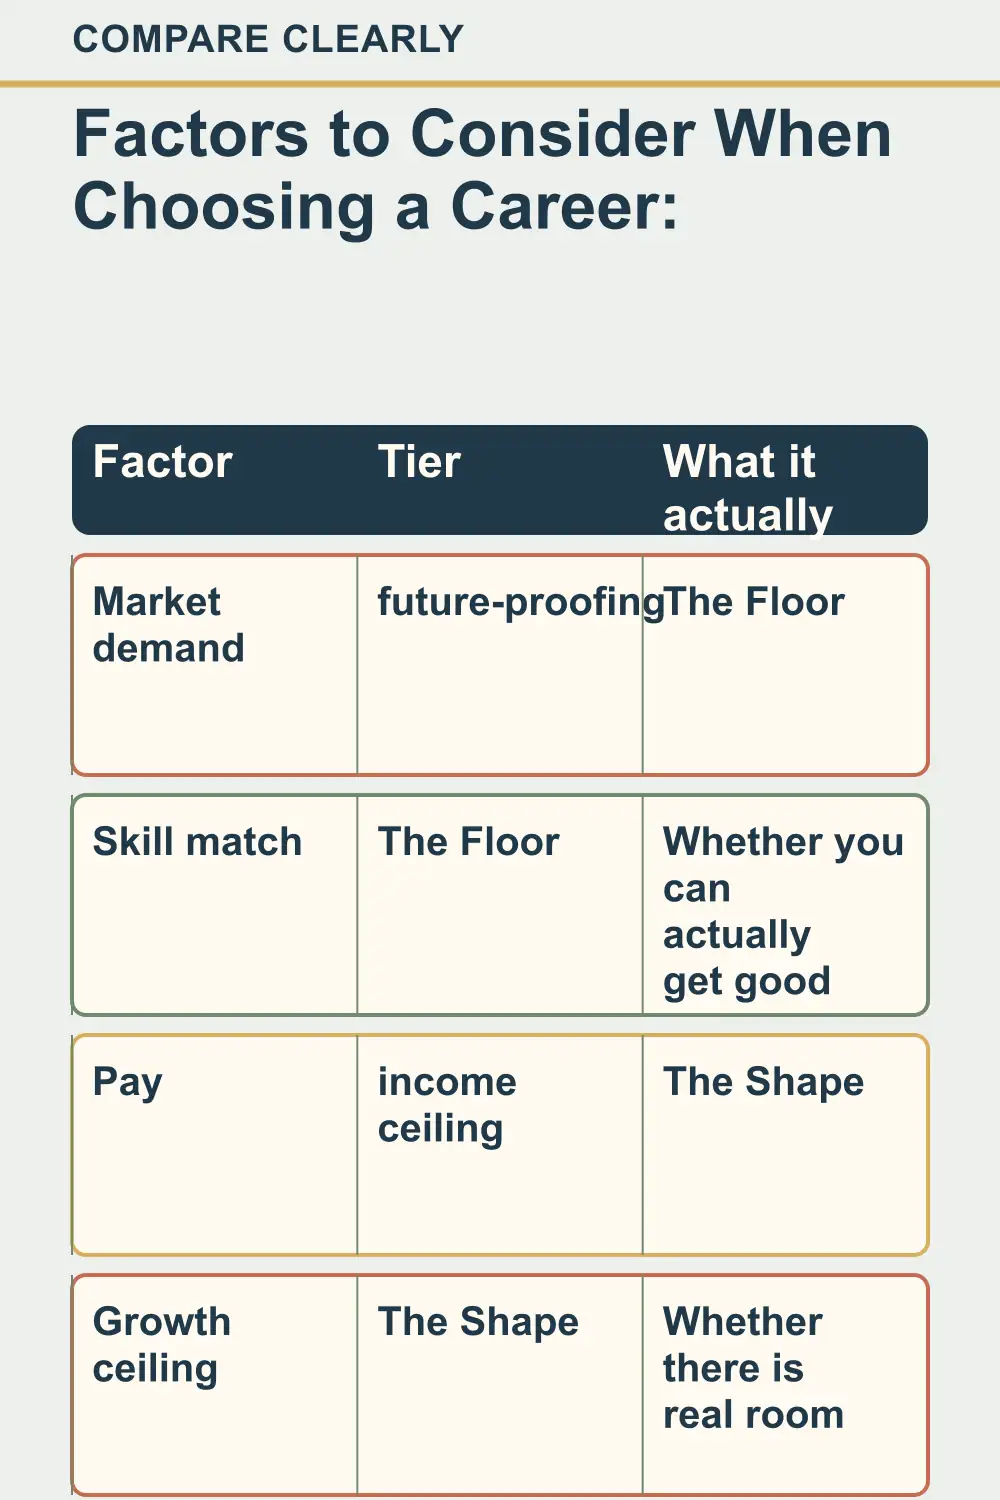 COMPARE CLEARLY
Factors to Consider When
Choosing a Career:
Factor
Tier
What it
actually
Market
demand
future-proofing
The Floor
Skill match
The Floor
Whether you
can
actually
get good
Pay
income
ceiling
The Shape
Growth
ceiling
The Shape
Whether
there is
real room